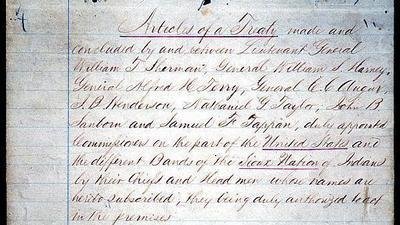 Articles of a Treaty made and
concluded by and between Lieutenant General
William T. Sherman, General William S. Harney,
General Alfred H. Terry, General C. C. Augur,
J. B. Henderson, Nathaniel G. Taylor, John B.
Sanborn and Samuel F. Tappan, duly appointed
Commissioners on the part of the United States and
the different Bands of the Sioux Nation of Indians
by their Chiefs and Head men whose names are
hereto subscribed, they being duly authorized to act
in the premises